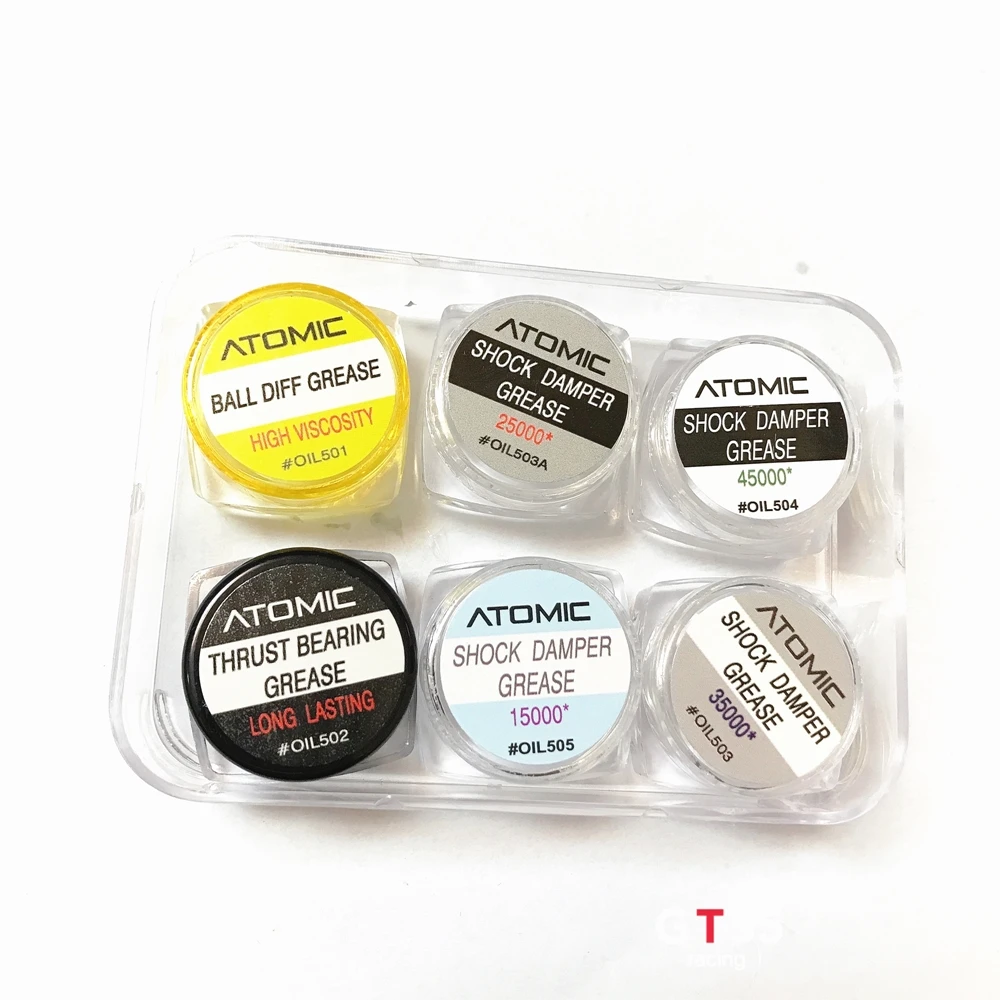 ATOMIC
BALL DIFF GREASE
HIGH VISCOSITY
#OIL501
ATOMIC
SHOCK DAMPER
GREASE
25000*
#OIL503A
ATOMIC
SHOCK DAMPER
GREASE
45000*
#OIL504
ATOMIC
THRUST BEARING
GREASE
LONG LASTING
#OIL502
ATOMIC
SHOCK DAMPER
GREASE
15000*
#OIL505
ATOMIC
SHOCK DAMPER
GREASE
35000*
#OIL503
racing